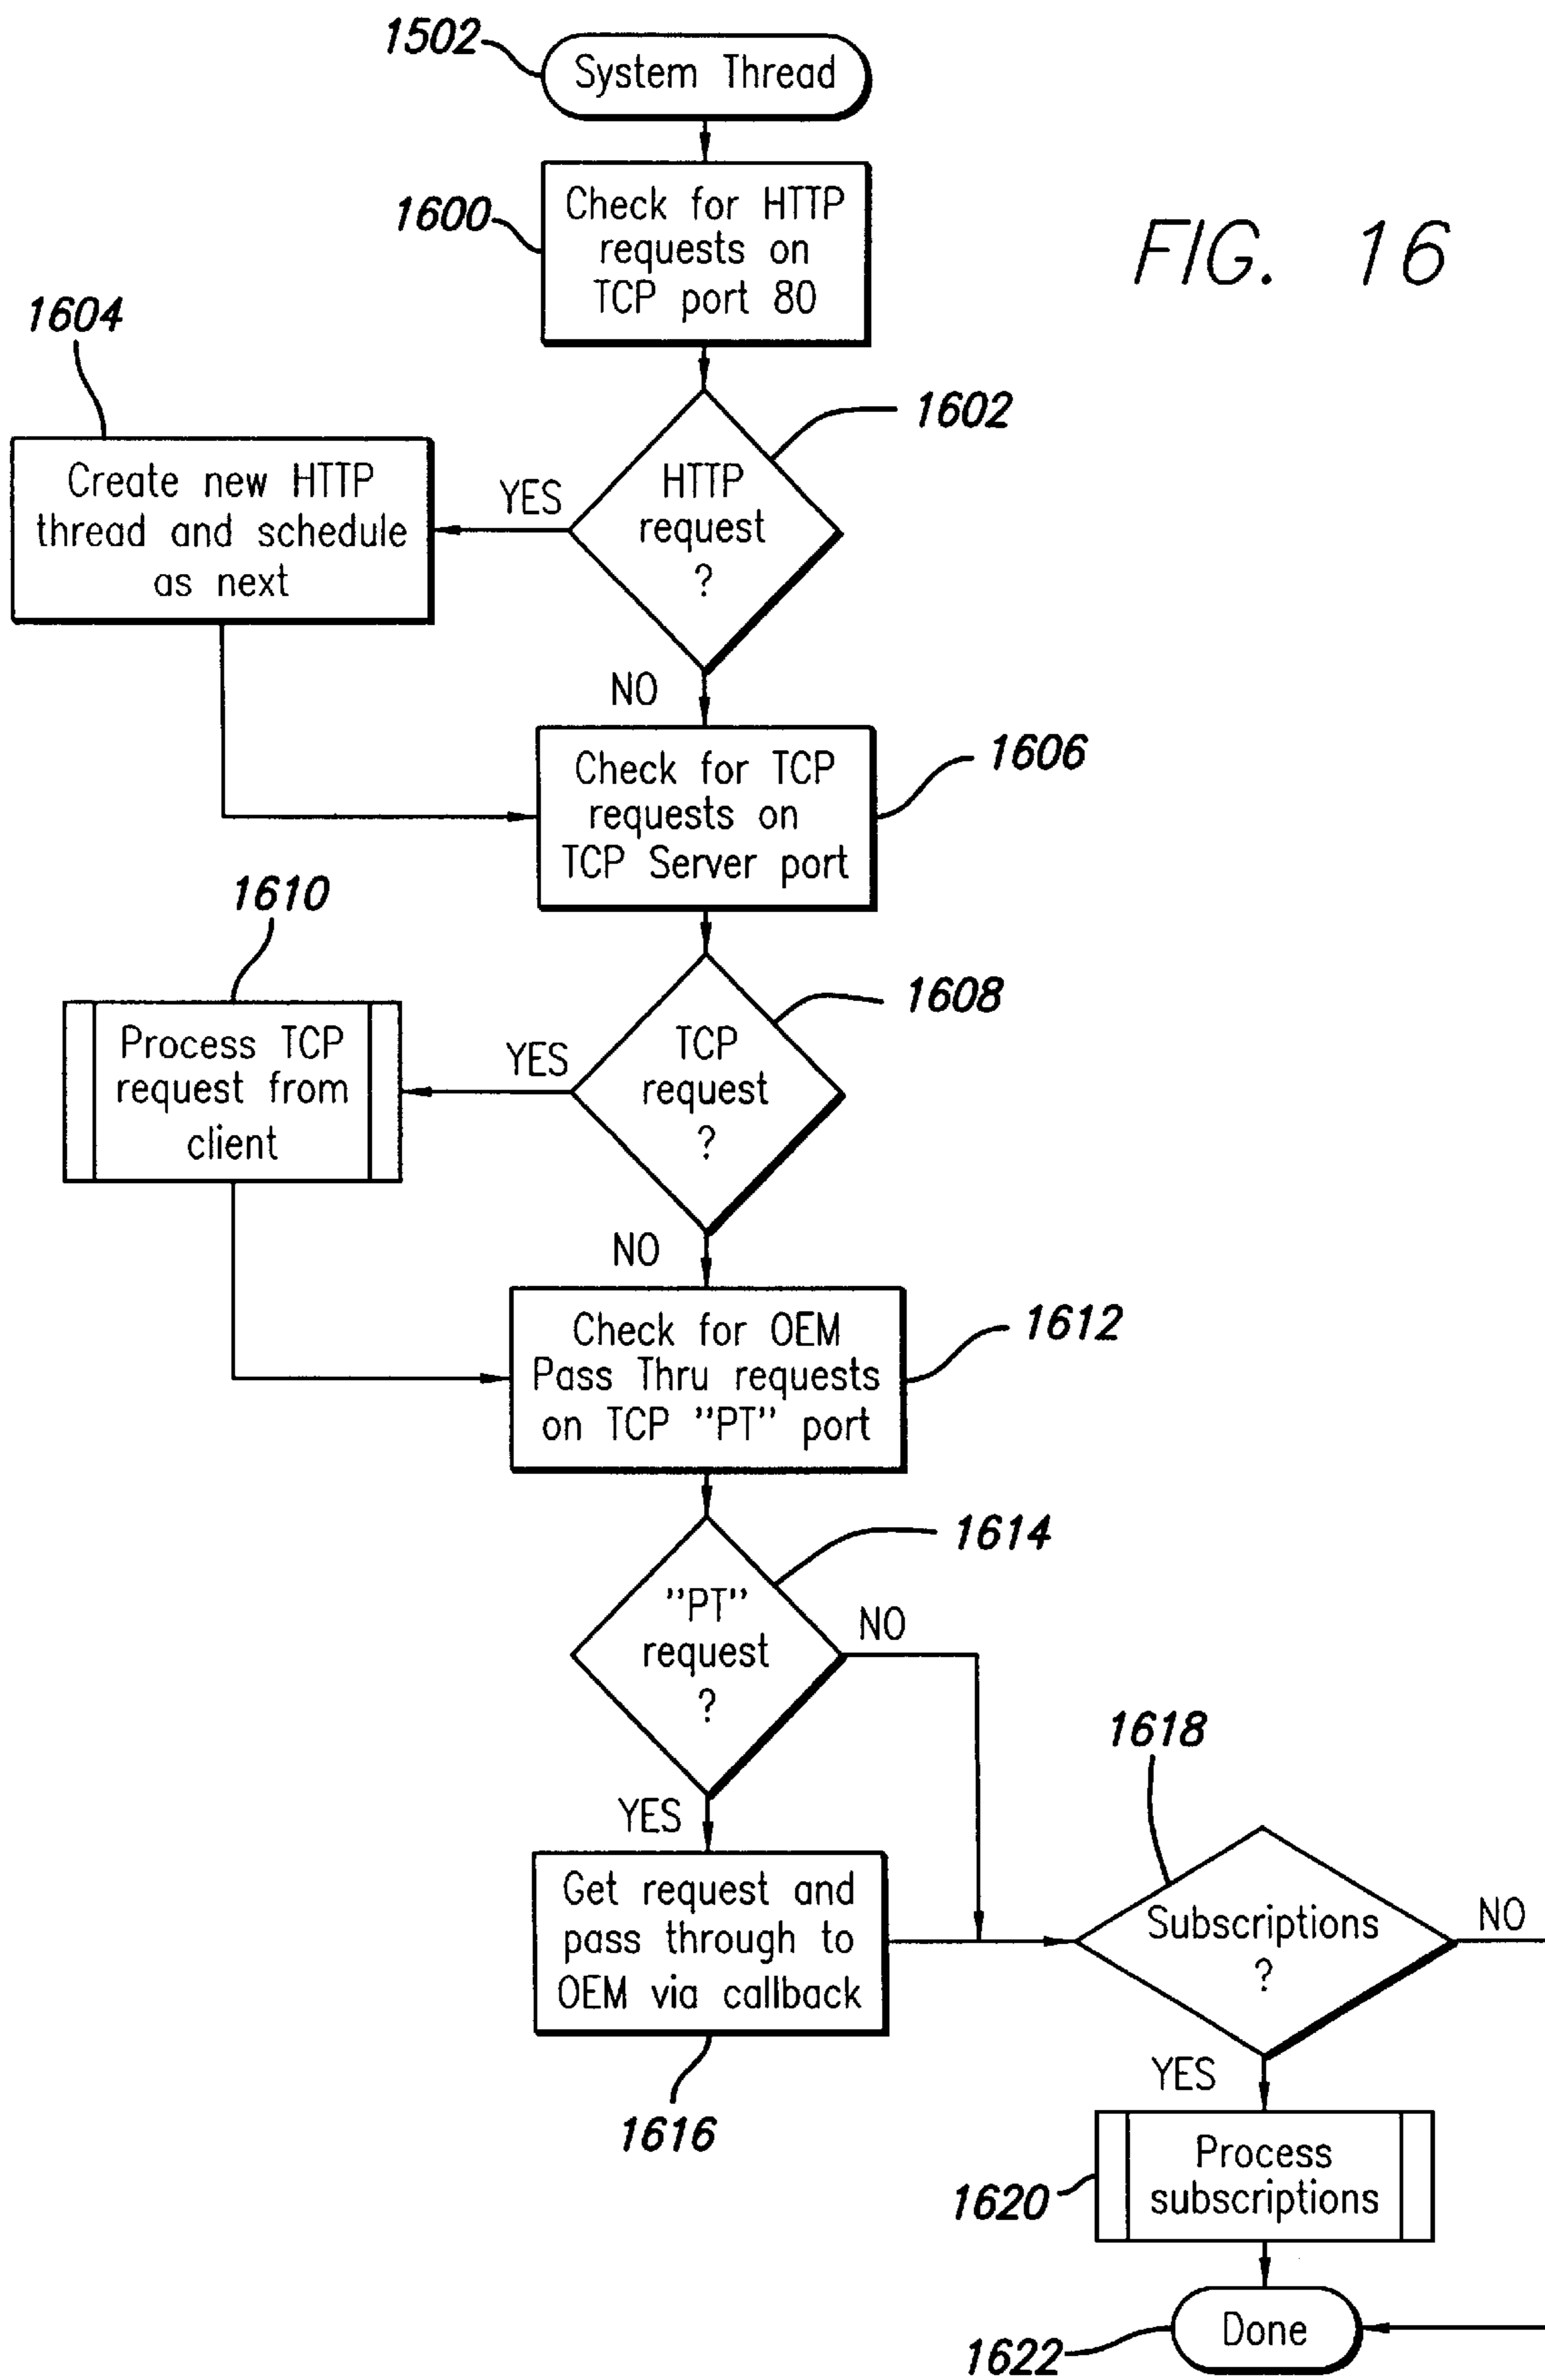 1502
System Thread
1600
Check for HTTP
requests on
TCP port 80
FIG. 16
1604
1602
Create new HTTP
thread and schedule
as next
YES
HTTP
request
?
NO
1606
Check for TCP
requests on
TCP Server port
1610
1608
Process TCP
request from
client
YES
TCP
request
?
NO
1612
Check for OEM
Pass Thru requests
on TCP "PT" port
1614
"PT"
request
?
NO
YES
1618
Get request and
pass through to
OEM via callback
1616
Subscriptions
?
NO
YES
1620
Process
subscriptions
1622
Done